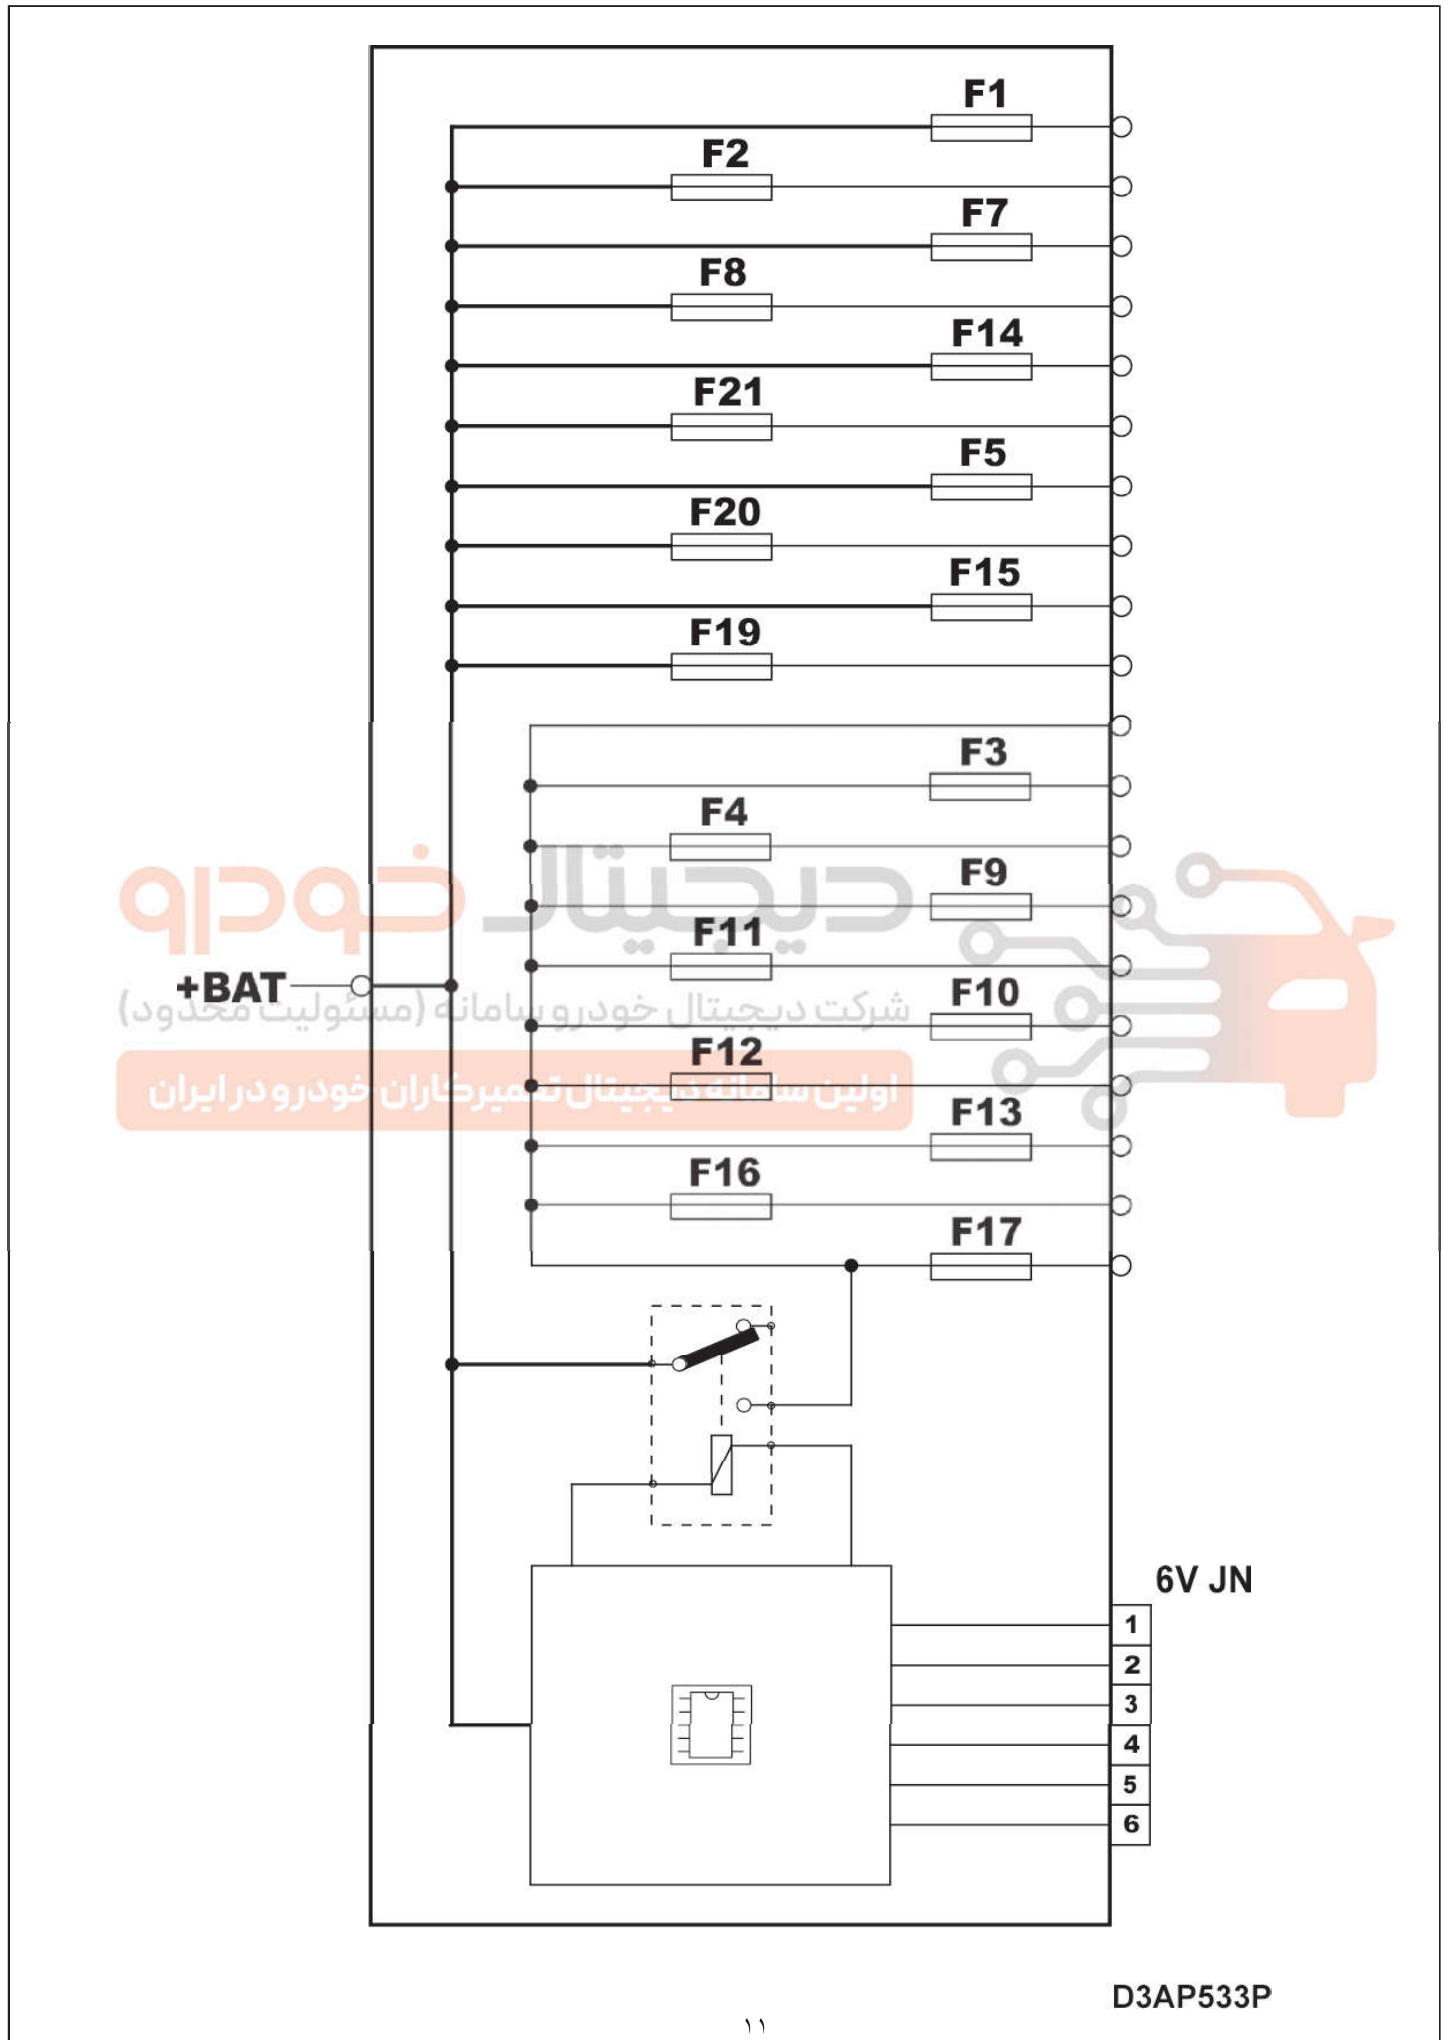 F1
F2
F7
F8
F14
F21
F5
F20
F15
F19
F3
F4
F9
دیجیتال خودرو
F11
+BAT
شرکت دیجیتال خودرو سامانه (مسئولیت محدود)
F10
F12
اولین سامانه دیجیتال تعمیرکاران خودرو در ایران
F13
F16
F17
6V JN
1
2
3
4
5
6
D3AP533P
۱۱